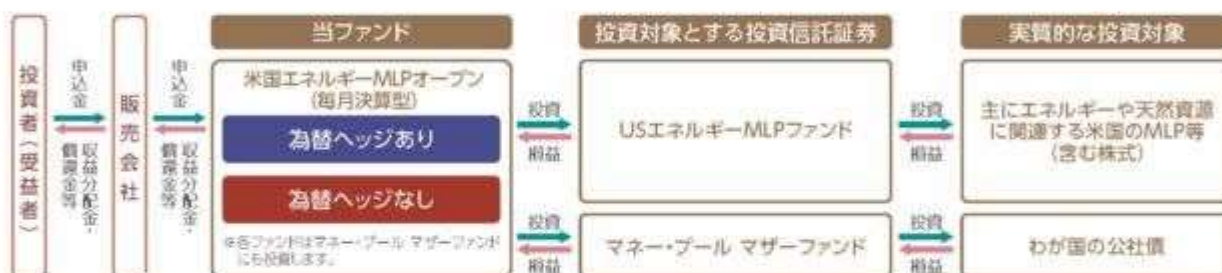 当ファンド
投資対象とする投資信託証券
実質的な投資対象
投資者(受益者)
申込金
収益分配金・
償還金等
販売会社
申込金
収益分配金・
償還金等
米国エネルギーMLPオープン
(毎月決算型)
為替ヘッジあり
為替ヘッジなし
※各ファンドはマネー・プール マザーファンド
にも投資します。
投資
損益
USエネルギーMLPファンド
投資
損益
主にエネルギーや天然資源
に関連する米国のMLP等
(含む株式)
投資
損益
マネー・プール マザーファンド
投資
損益
わが国の公社債